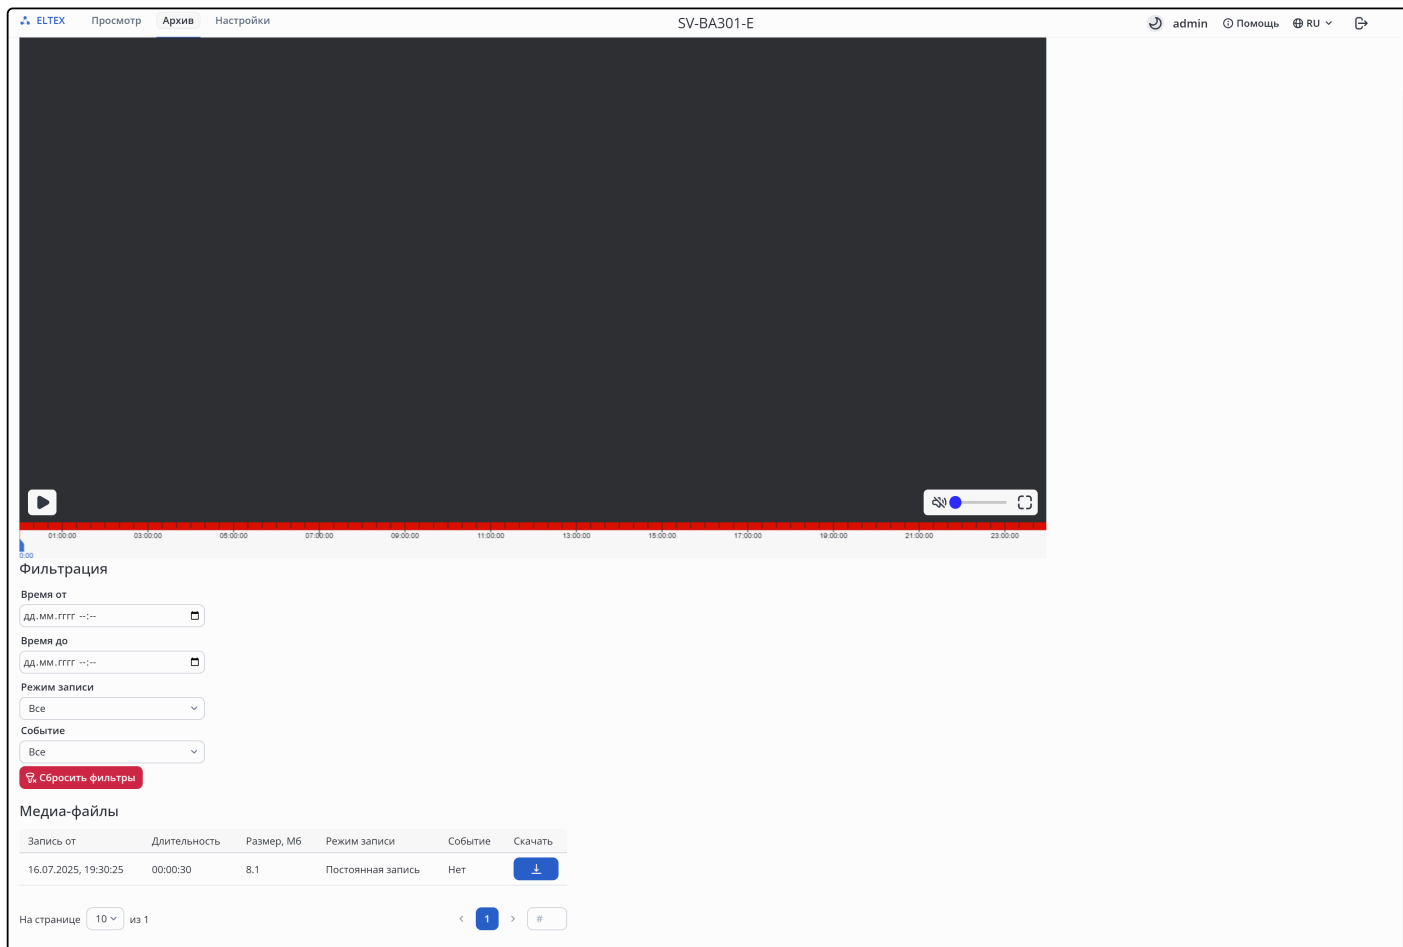 ELTEX Просмотр Архив Настройки SV-BA301-E admin Помощь RU
01:00:00 03:00:00 05:00:00 07:00:00 09:00:00 11:00:00 13:00:00 15:00:00 17:00:00 19:00:00 21:00:00 23:00:00
0:00
Фильтрация
Время от
дд.мм.гггг --:--
Время до
дд.мм.гггг --:--
Режим записи
Все
Событие
Все
Сбросить фильтры
Медиа-файлы
Запись от Длительность Размер, Мб Режим записи Событие Скачать
16.07.2025, 19:30:25 00:00:30 8.1 Постоянная запись Нет
На странице 10 из 1 < 1 > #